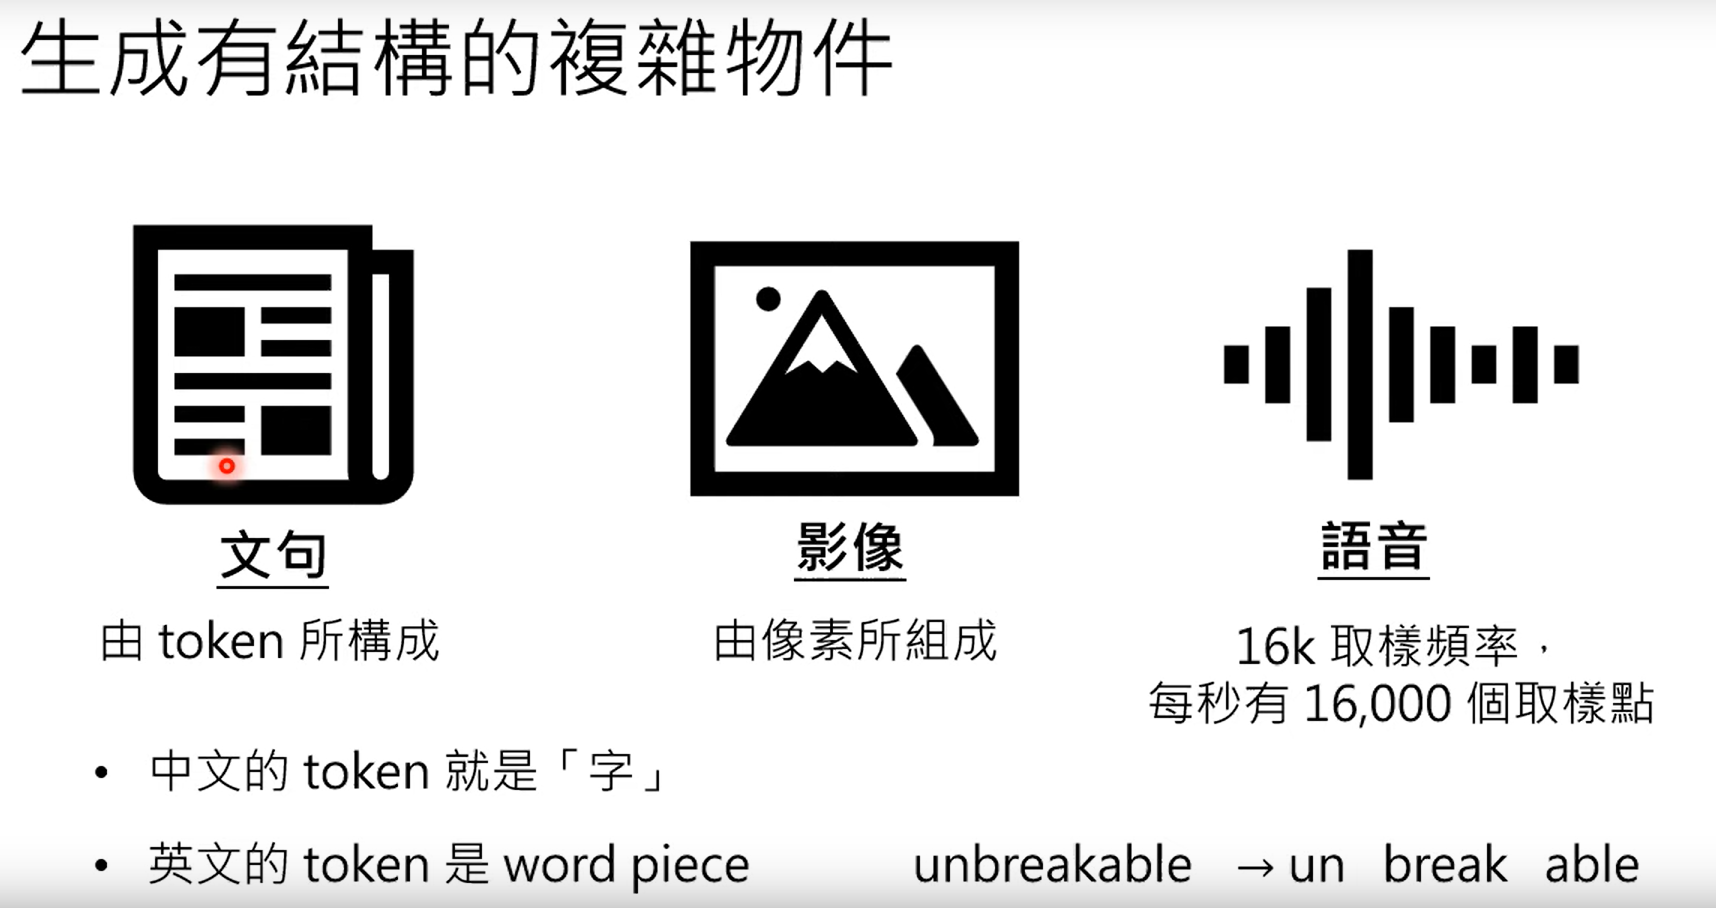 生成有結構的複雜物件
文句
由 token 所構成
影像
由像素所組成
語音
16k 取樣頻率，
每秒有 16,000 個取樣點
• 中文的 token 就是「字」
• 英文的 token 是 word piece
unbreakable → un break able